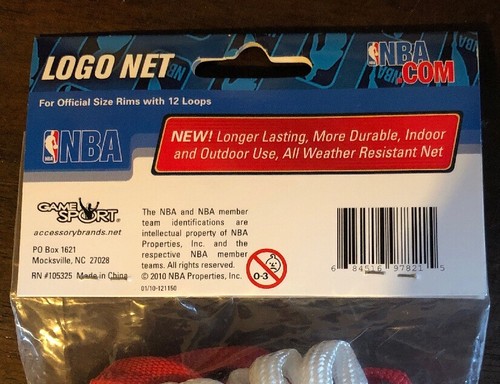 LOGO NET
NBA.COM
For Official Size Rims with 12 Loops
NBA
NEW! Longer Lasting, More Durable, Indoor
and Outdoor Use, All Weather Resistant Net
GAME SPORT
accessorybrands.net
PO Box 1621
Mocksville, NC 27028
RN #105325 Made in China
The NBA and NBA member
team identifications are
intellectual property of NBA
Properties, Inc. and the
respective NBA member
teams. All rights reserved.
© 2010 NBA Properties, Inc.
01/10-121150
0-3
6 84516 97821 5